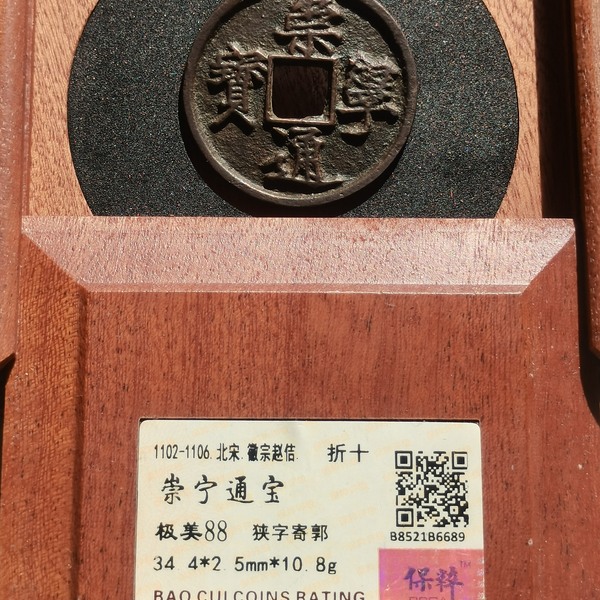 崇寧通寳
1102-1106.北宋.徽宗赵佶.
折十
崇宁通宝
极美88 狭字寄郭
34.4*2.5mm*10.8g
B8521B6689
保粹 TM
BAO CUI COINS RATING